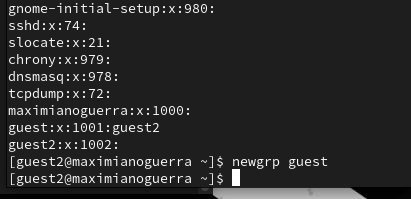 gnome-initial-setup:x:980:
sshd:x:74:
slocate:x:21:
chrony:x:979:
dnsmasq:x:978:
tcpdump:x:72:
maximianoguerra:x:1000:
guest:x:1001:guest2
guest2:x:1002:
[guest2@maximianoguerra ~]$ newgrp guest
[guest2@maximianoguerra ~]$